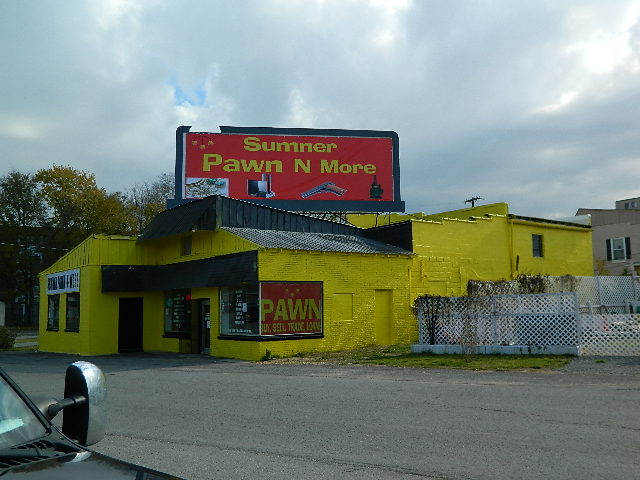 Sumner
Pawn N More
PAWN
BUY, SELL, TRADE, LOANS